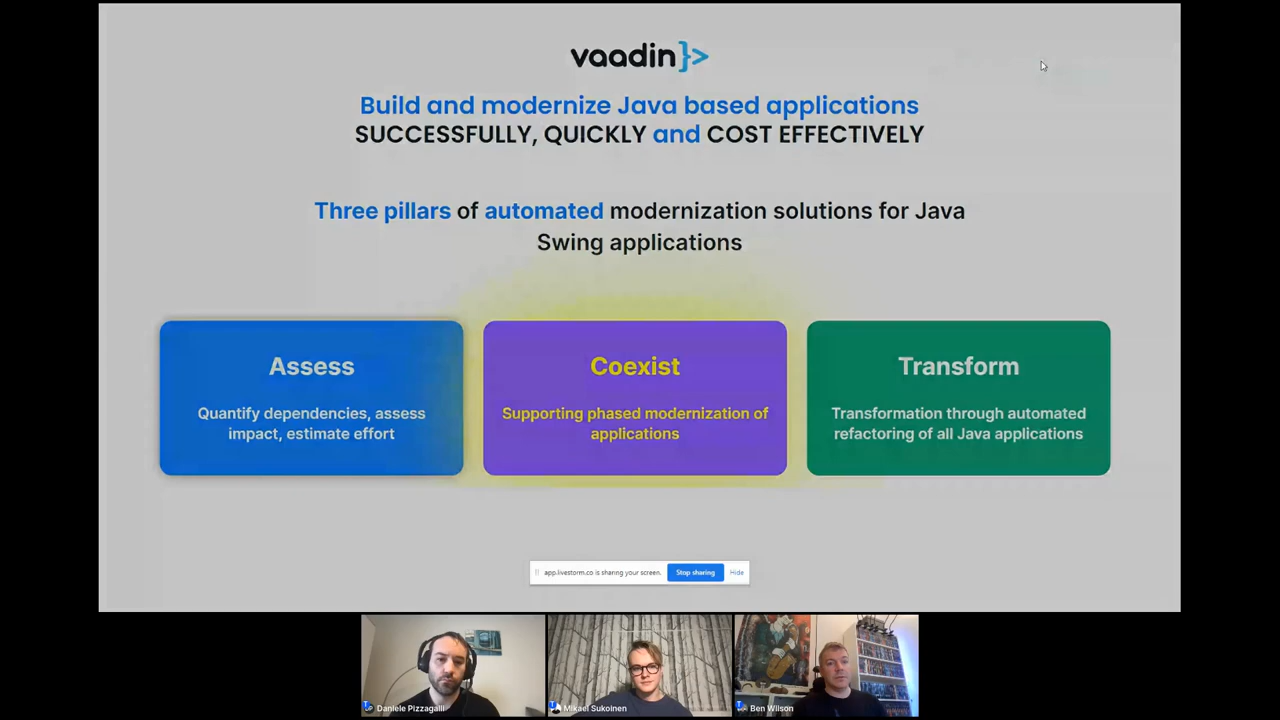 vaadin}>
Build and modernize Java based applications
SUCCESSFULLY, QUICKLY and COST EFFECTIVELY
Three pillars of automated modernization solutions for Java
Swing applications
Assess
Quantify dependencies, assess
impact, estimate effort
Coexist
Supporting phased modernization of
applications
Transform
Transformation through automated
refactoring of all Java applications
app.livestorm.co is sharing your screen.
Stop sharing
Hide
Daniele Pizzagalli
Mikael Sukoinen
Ben Wilson